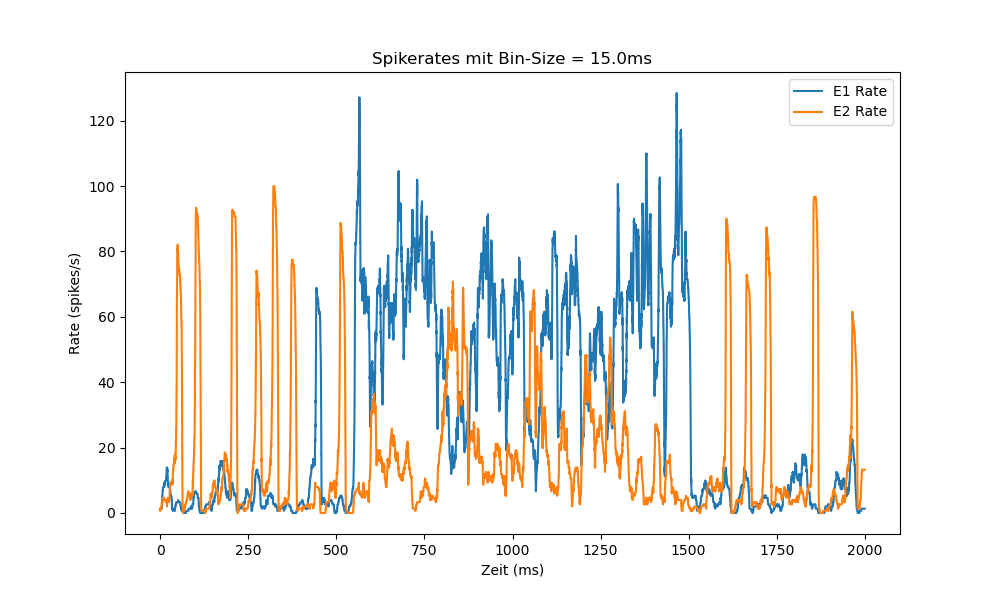 Spikerates mit Bin-Size = 15.0ms
E1 Rate
E2 Rate
120
100
80
60
40
20
0
Rate (spikes/s)
0 250 500 750 1000 1250 1500 1750 2000
Zeit (ms)